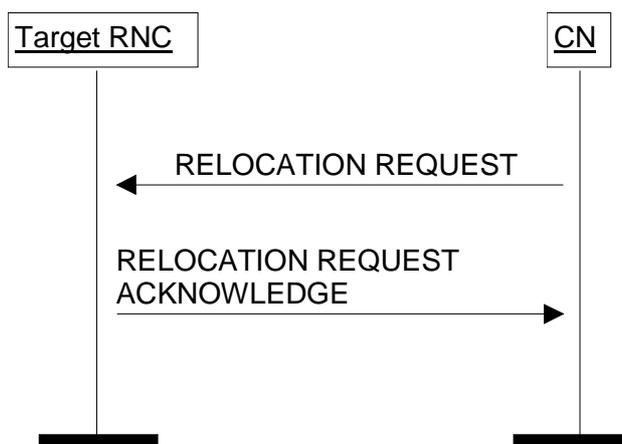 Target RNC
CN
RELOCATION REQUEST
RELOCATION REQUEST
ACKNOWLEDGE